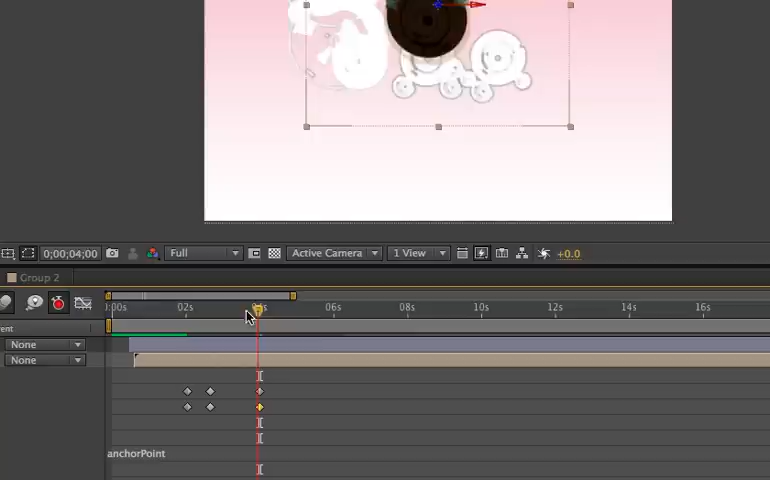 0;00;04;00 Full Active Camera 1 View +0.0
Group 2
:00s 02s 04s 06s 08s 10s 12s 14s 16s
ent
None
None
anchorPoint